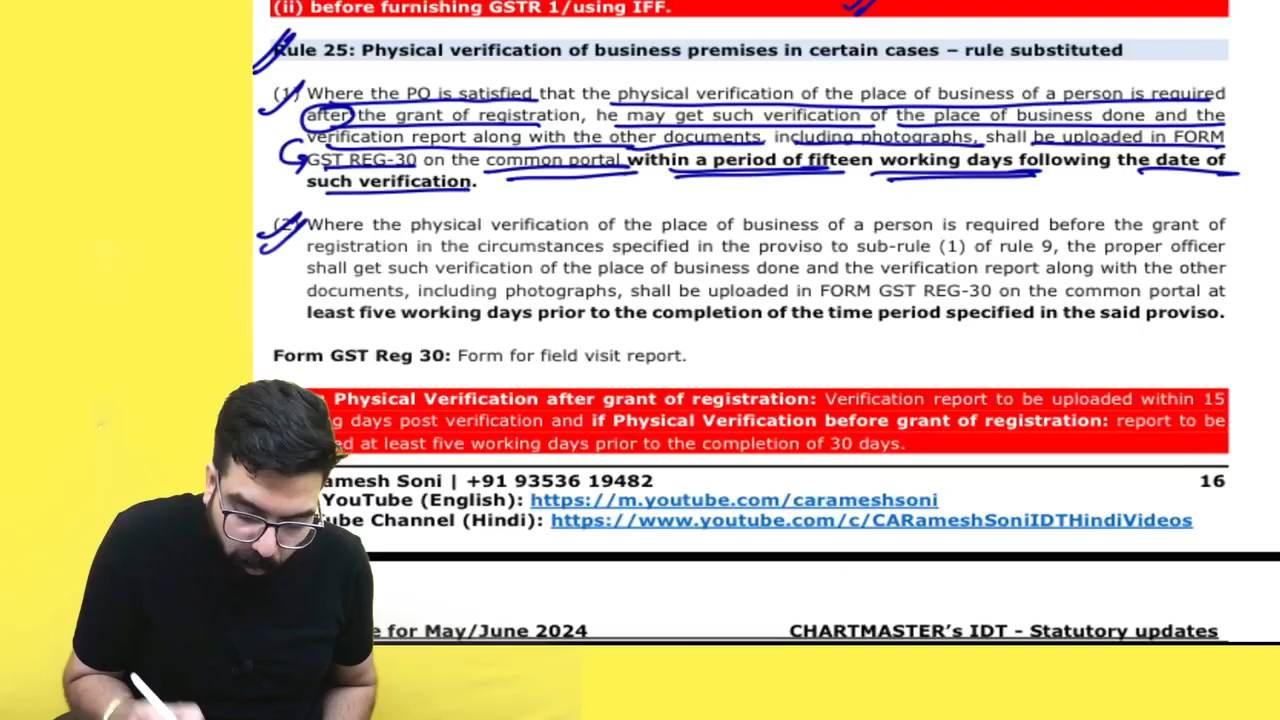 (ii) before furnishing GSTR 1/using IFF.
Rule 25: Physical verification of business premises in certain cases – rule substituted
(1) Where the PO is satisfied that the physical verification of the place of business of a person is required
after the grant of registration, he may get such verification of the place of business done and the
verification report along with the other documents, including photographs, shall be uploaded in FORM
GST REG-30 on the common portal within a period of fifteen working days following the date of
such verification.
(2) Where the physical verification of the place of business of a person is required before the grant of
registration in the circumstances specified in the proviso to sub-rule (1) of rule 9, the proper officer
shall get such verification of the place of business done and the verification report along with the other
documents, including photographs, shall be uploaded in FORM GST REG-30 on the common portal at
least five working days prior to the completion of the time period specified in the said proviso.
Form GST Reg 30: Form for field visit report.
Physical Verification after grant of registration: Verification report to be uploaded within 15
days post verification and if Physical Verification before grant of registration: report to be
at least five working days prior to the completion of 30 days.
Soni | +91 93536 19482
16
YouTube (English): https://m.youtube.com/carameshsoni
Channel (Hindi): https://www.youtube.com/c/CARameshSoniIDTHindiVideos
for May/June 2024
CHARTMASTER's IDT - Statutory updates